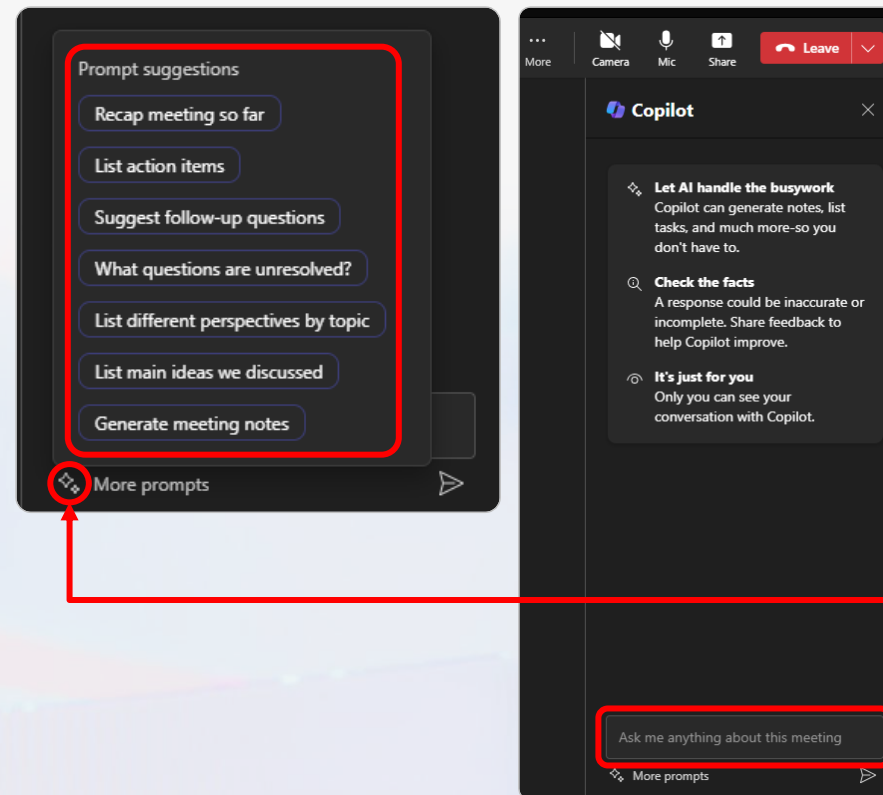 Prompt suggestions
Recap meeting so far
List action items
Suggest follow-up questions
What questions are unresolved?
List different perspectives by topic
List main ideas we discussed
Generate meeting notes
More prompts
More
Camera
Mic
Share
Leave
Copilot
Let AI handle the busywork
Copilot can generate notes, list
tasks, and much more-so you
don't have to.
Check the facts
A response could be inaccurate or
incomplete. Share feedback to
help Copilot improve.
It's just for you
Only you can see your
conversation with Copilot.
Ask me anything about this meeting
More prompts